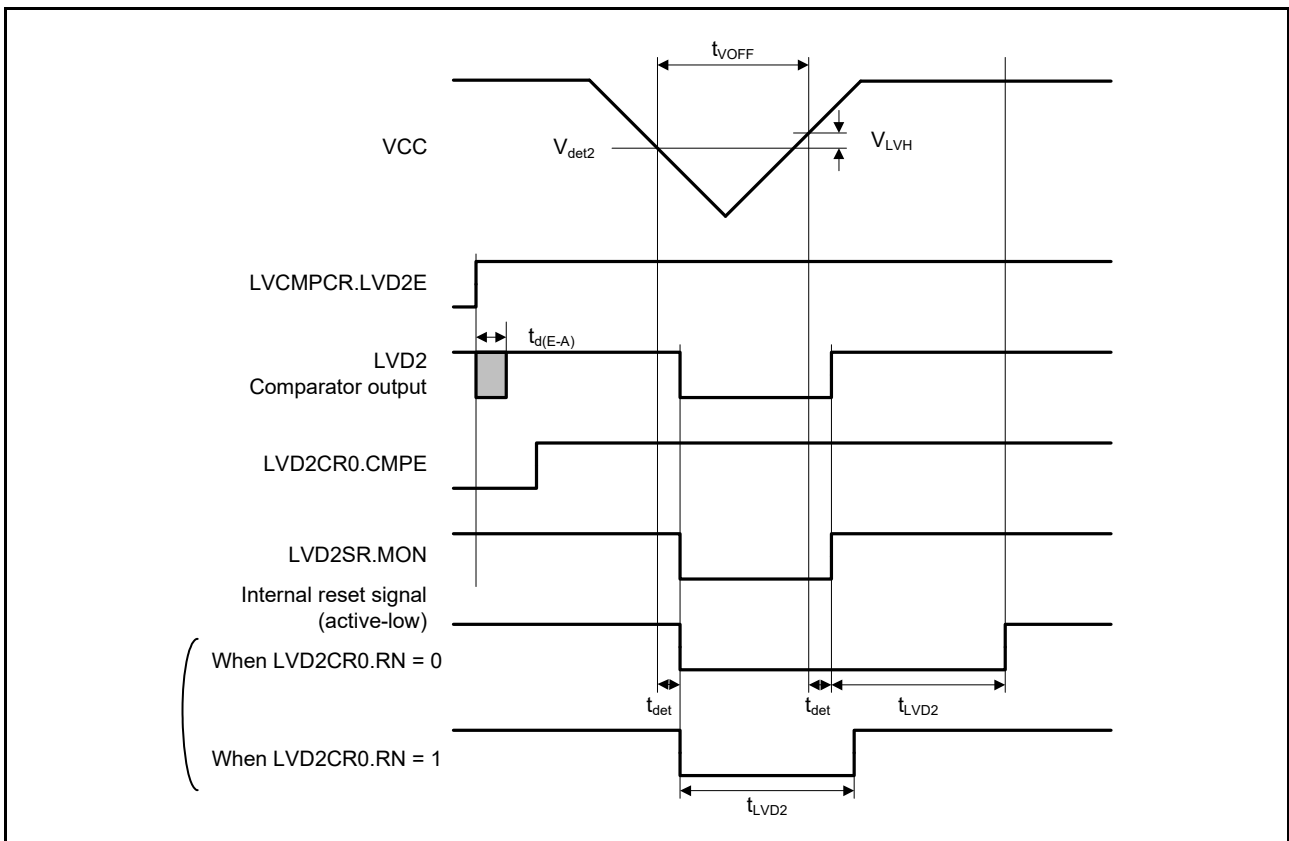 tVOFF
VCC
Vdet2
VLVH
LVCMPCR.LVD2E
td(E-A)
LVD2
Comparator output
LVD2CR0.CMPE
LVD2SR.MON
Internal reset signal
(active-low)
When LVD2CR0.RN = 0
tdet
tdet
tLVD2
When LVD2CR0.RN = 1
tLVD2